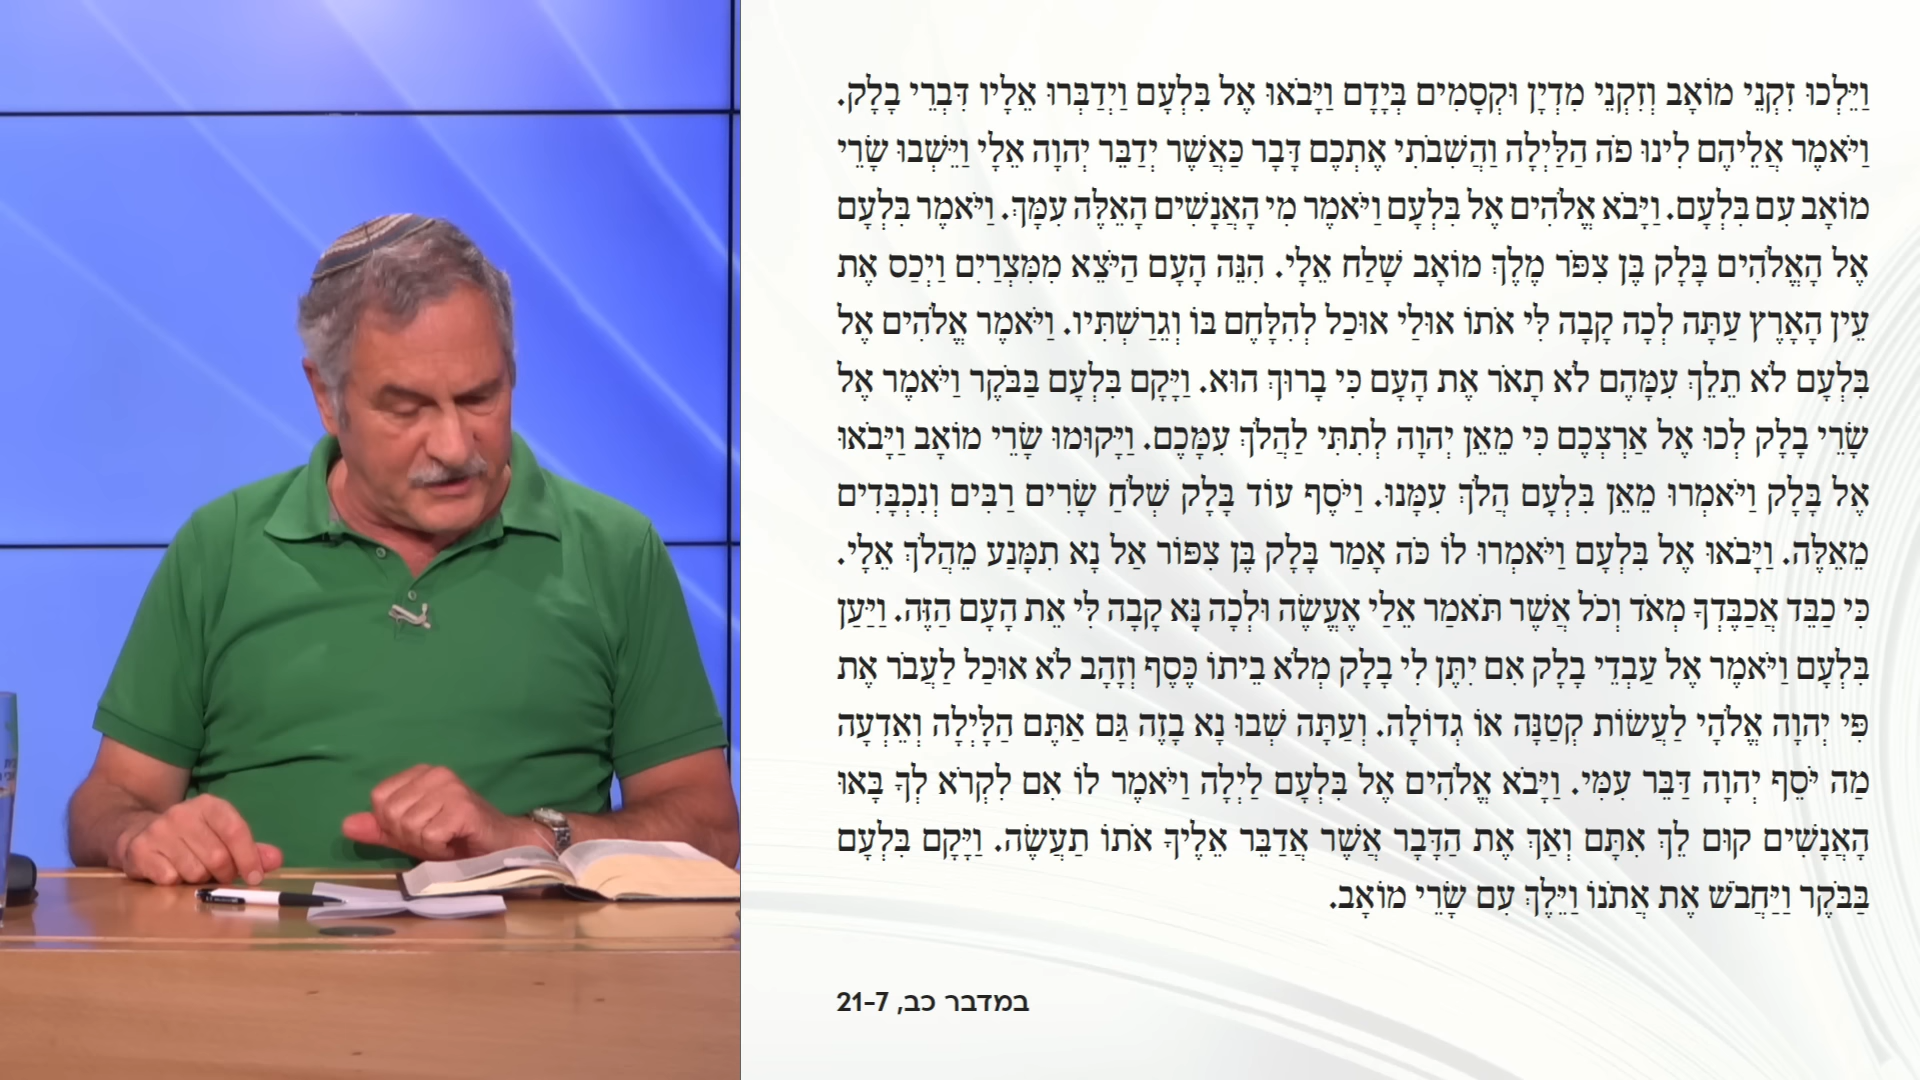 וַיֵּלְכוּ זִקְנֵי מוֹאָב וְזִקְנֵי מִדְיָן וּקְסָמִים בְּיָדָם וַיָּבֹאוּ אֶל בִּלְעָם וַיְדַבְּרוּ אֵלָיו דִּבְרֵי בָלָק.
וַיֹּאמֶר אֲלֵיהֶם לִינוּ פֹה הַלַּיְלָה וַהֲשִׁבֹתִי אֶתְכֶם דָּבָר כַּאֲשֶׁר יְדַבֵּר יְהוָה אֵלָי וַיֵּשְׁבוּ שָׂרֵי
מוֹאָב עִם בִּלְעָם. וַיָּבֹא אֱלֹהִים אֶל בִּלְעָם וַיֹּאמֶר מִי הָאֲנָשִׁים הָאֵלֶּה עִמָּךְ. וַיֹּאמֶר בִּלְעָם
אֶל הָאֱלֹהִים בָּלָק בֶּן צִפֹּר מֶלֶךְ מוֹאָב שָׁלַח אֵלָי. הִנֵּה הָעָם הַיֹּצֵא מִמִּצְרַיִם וַיְכַס אֶת
עֵין הָאָרֶץ עַתָּה לְכָה קָבָה לִּי אֹתוֹ אוּלַי אוּכַל לְהִלָּחֶם בּוֹ וְגֵרַשְׁתִּיו. וַיֹּאמֶר אֱלֹהִים אֶל
בִּלְעָם לֹא תֵלֵךְ עִמָּהֶם לֹא תָאֹר אֶת הָעָם כִּי בָרוּךְ הוּא. וַיָּקָם בִּלְעָם בַּבֹּקֶר וַיֹּאמֶר אֶל
שָׂרֵי בָלָק לְכוּ אֶל אַרְצְכֶם כִּי מֵאֵן יְהוָה לְתִתִּי לַהֲלֹךְ עִמָּכֶם. וַיָּקוּמוּ שָׂרֵי מוֹאָב וַיָּבֹאוּ
אֶל בָּלָק וַיֹּאמְרוּ מֵאֵן בִּלְעָם הֲלֹךְ עִמָּנוּ. וַיֹּסֶף עוֹד בָּלָק שְׁלֹחַ שָׂרִים רַבִּים וְנִכְבָּדִים
מֵאֵלֶּה. וַיָּבֹאוּ אֶל בִּלְעָם וַיֹּאמְרוּ לוֹ כֹּה אָמַר בָּלָק בֶּן צִפּוֹר אַל נָא תִמָּנַע מֵהֲלֹךְ אֵלָי.
כִּי כַבֵּד אֲכַבֶּדְךָ מְאֹד וְכֹל אֲשֶׁר תֹּאמַר אֵלַי אֶעֱשֶׂה וּלְכָה נָּא קָבָה לִּי אֵת הָעָם הַזֶּה. וַיַּעַן
בִּלְעָם וַיֹּאמֶר אֶל עַבְדֵי בָלָק אִם יִתֶּן לִי בָלָק מְלֹא בֵיתוֹ כֶּסֶף וְזָהָב לֹא אוּכַל לַעֲבֹר אֶת
פִּי יְהוָה אֱלֹהָי לַעֲשׂוֹת קְטַנָּה אוֹ גְדוֹלָה. וְעַתָּה שְׁבוּ נָא בָזֶה גַּם אַתֶּם הַלָּיְלָה וְאֵדְעָה
מַה יֹּסֵף יְהוָה דַּבֵּר עִמִּי. וַיָּבֹא אֱלֹהִים אֶל בִּלְעָם לַיְלָה וַיֹּאמֶר לוֹ אִם לִקְרֹא לְךָ בָּאוּ
הָאֲנָשִׁים קוּם לֵךְ אִתָּם וְאַךְ אֶת הַדָּבָר אֲשֶׁר אֲדַבֵּר אֵלֶיךָ אֹתוֹ תַעֲשֶׂה. וַיָּקָם בִּלְעָם
בַּבֹּקֶר וַיַּחֲבֹשׁ אֶת אֲתֹנוֹ וַיֵּלֶךְ עִם שָׂרֵי מוֹאָב.
במדבר כב, 7-21